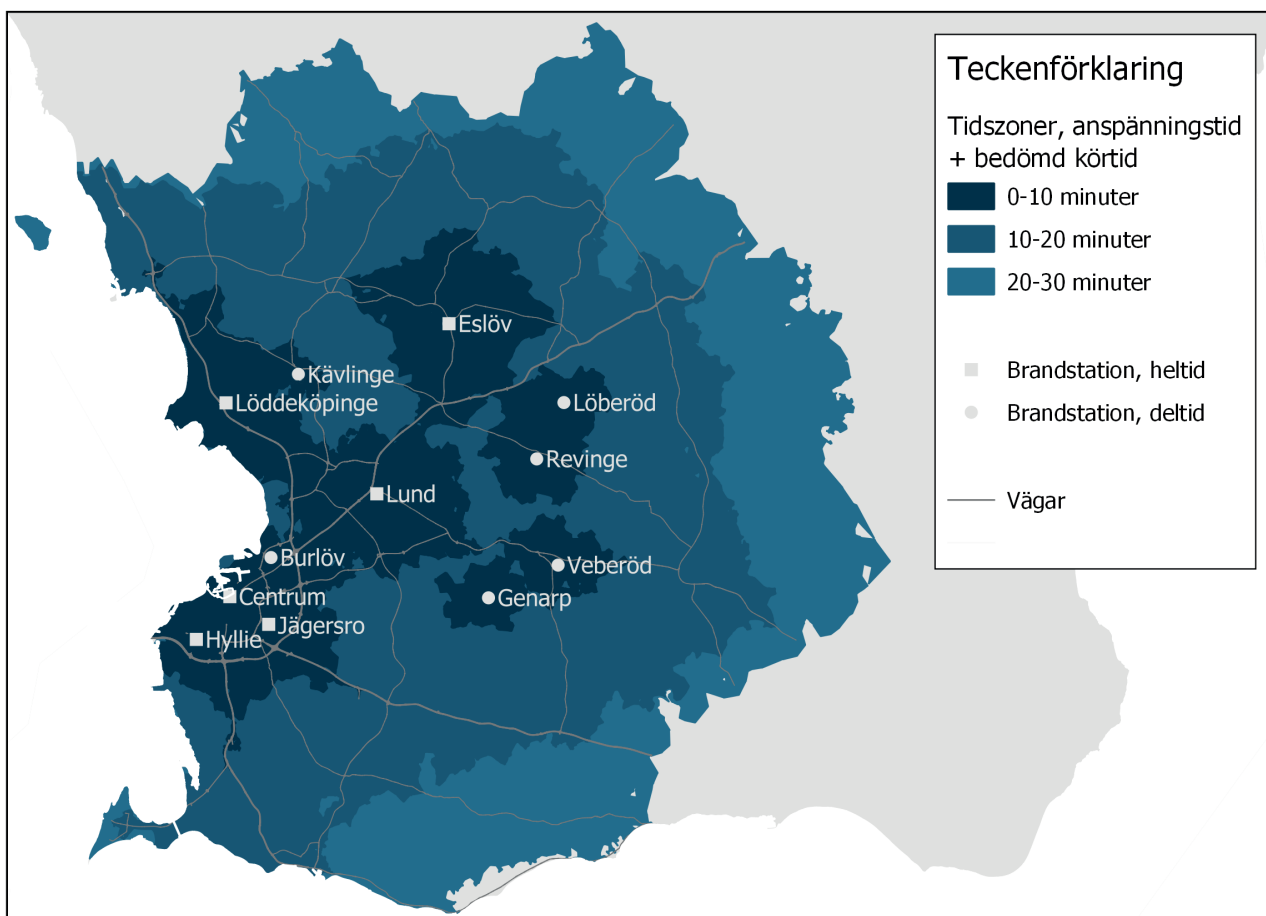 Teckenförklaring
Tidszoner, anspänningstid
+ bedömd körtid
0-10 minuter
10-20 minuter
20-30 minuter
Brandstation, heltid
Brandstation, deltid
Vägar
Eslöv
Kävlinge
Löddeköpinge
Löberöd
Revinge
Lund
Burlöv
Veberöd
Centrum
Genarp
Jägersro
Hyllie